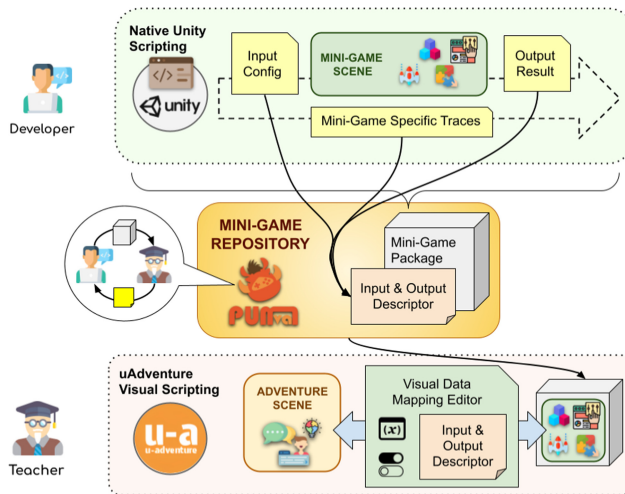 Native Unity
Scripting
Input
Config
MINI-GAME
SCENE
Output
Result
unity
Mini-Game Specific Traces
Developer
MINI-GAME
REPOSITORY
Mini-Game
Package
Input & Output
Descriptor
PUMva
uAdventure
Visual Scripting
ADVENTURE
SCENE
Visual Data
Mapping Editor
(x)
Input &
Output
Descriptor
u-a
u-adventure
Teacher